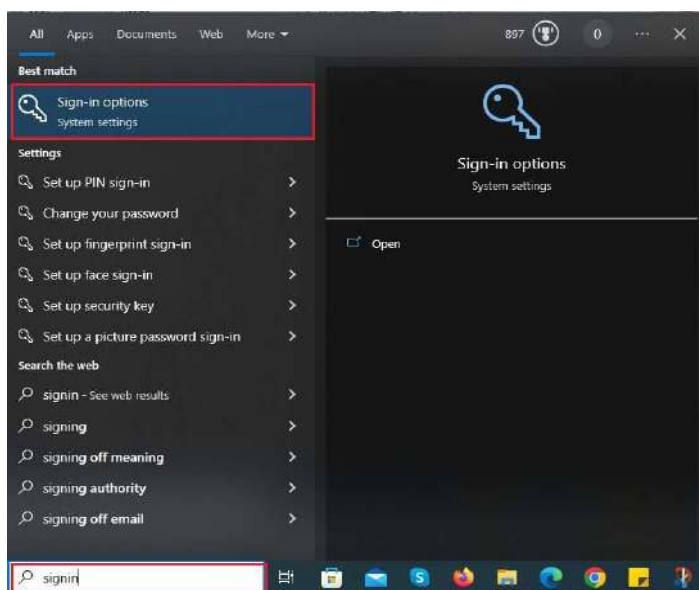 All Apps Documents Web More 897 0 ...
Best match
Sign-in options
System settings
Settings
Set up PIN sign-in
Change your password
Set up fingerprint sign-in
Set up face sign-in
Set up security key
Set up a picture password sign-in
Search the web
signin - See web results
signing
signing off meaning
signing authority
signing off email
signin
Sign-in options
System settings
Open